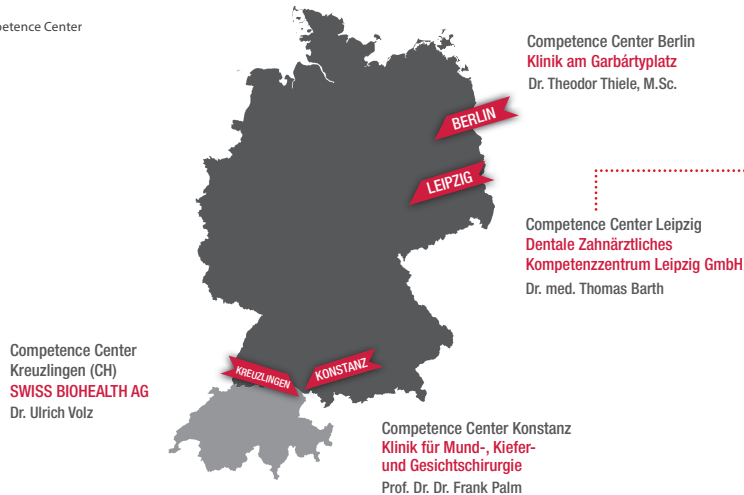 Competence Center Berlin
Klinik am Garbártyplatz
Dr. Theodor Thiele, M.Sc.
BERLIN
LEIPZIG
Competence Center Leipzig
Dentale Zahnärztliches
Kompetenzzentrum Leipzig GmbH
Dr. med. Thomas Barth
Competence Center
Kreuzlingen (CH)
SWISS BIOHEALTH AG
Dr. Ulrich Volz
KREUZLINGEN
KONSTANZ
Competence Center Konstanz
Klinik für Mund-, Kiefer-
und Gesichtschirurgie
Prof. Dr. Dr. Frank Palm